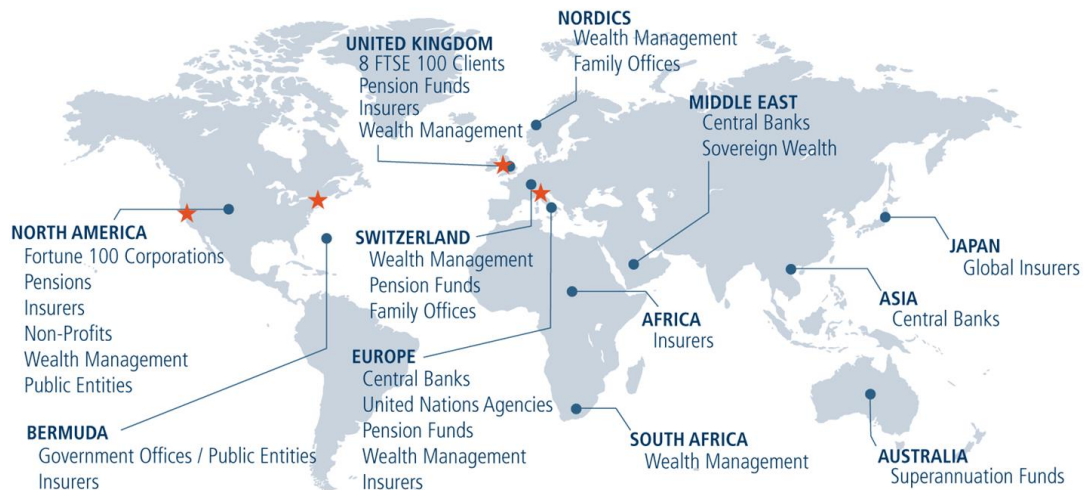 NORDICS
Wealth Management
Family Offices
UNITED KINGDOM
8 FTSE 100 Clients
Pension Funds
Insurers
Wealth Management
MIDDLE EAST
Central Banks
Sovereign Wealth
NORTH AMERICA
Fortune 100 Corporations
Pensions
Insurers
Non-Profits
Wealth Management
Public Entities
SWITZERLAND
Wealth Management
Pension Funds
Family Offices
JAPAN
Global Insurers
ASIA
Central Banks
AFRICA
Insurers
EUROPE
Central Banks
United Nations Agencies
Pension Funds
Wealth Management
Insurers
BERMUDA
Government Offices / Public Entities
Insurers
SOUTH AFRICA
Wealth Management
AUSTRALIA
Superannuation Funds